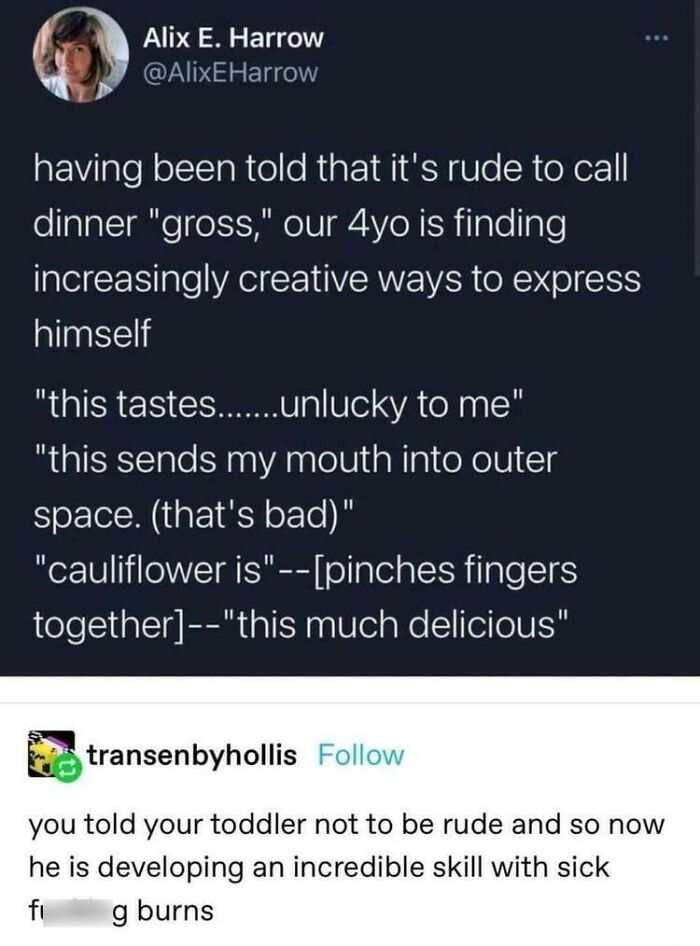 Alix E. Harrow
@AlixEHarrow
having been told that it's rude to call
dinner "gross," our 4yo is finding
increasingly creative ways to express
himself
"this tastes.......unlucky to me"
"this sends my mouth into outer
space. (that's bad)"
"cauliflower is"--[pinches fingers
together]--"this much delicious"
transenbyhollis Follow
you told your toddler not to be rude and so now
he is developing an incredible skill with sick
g burns